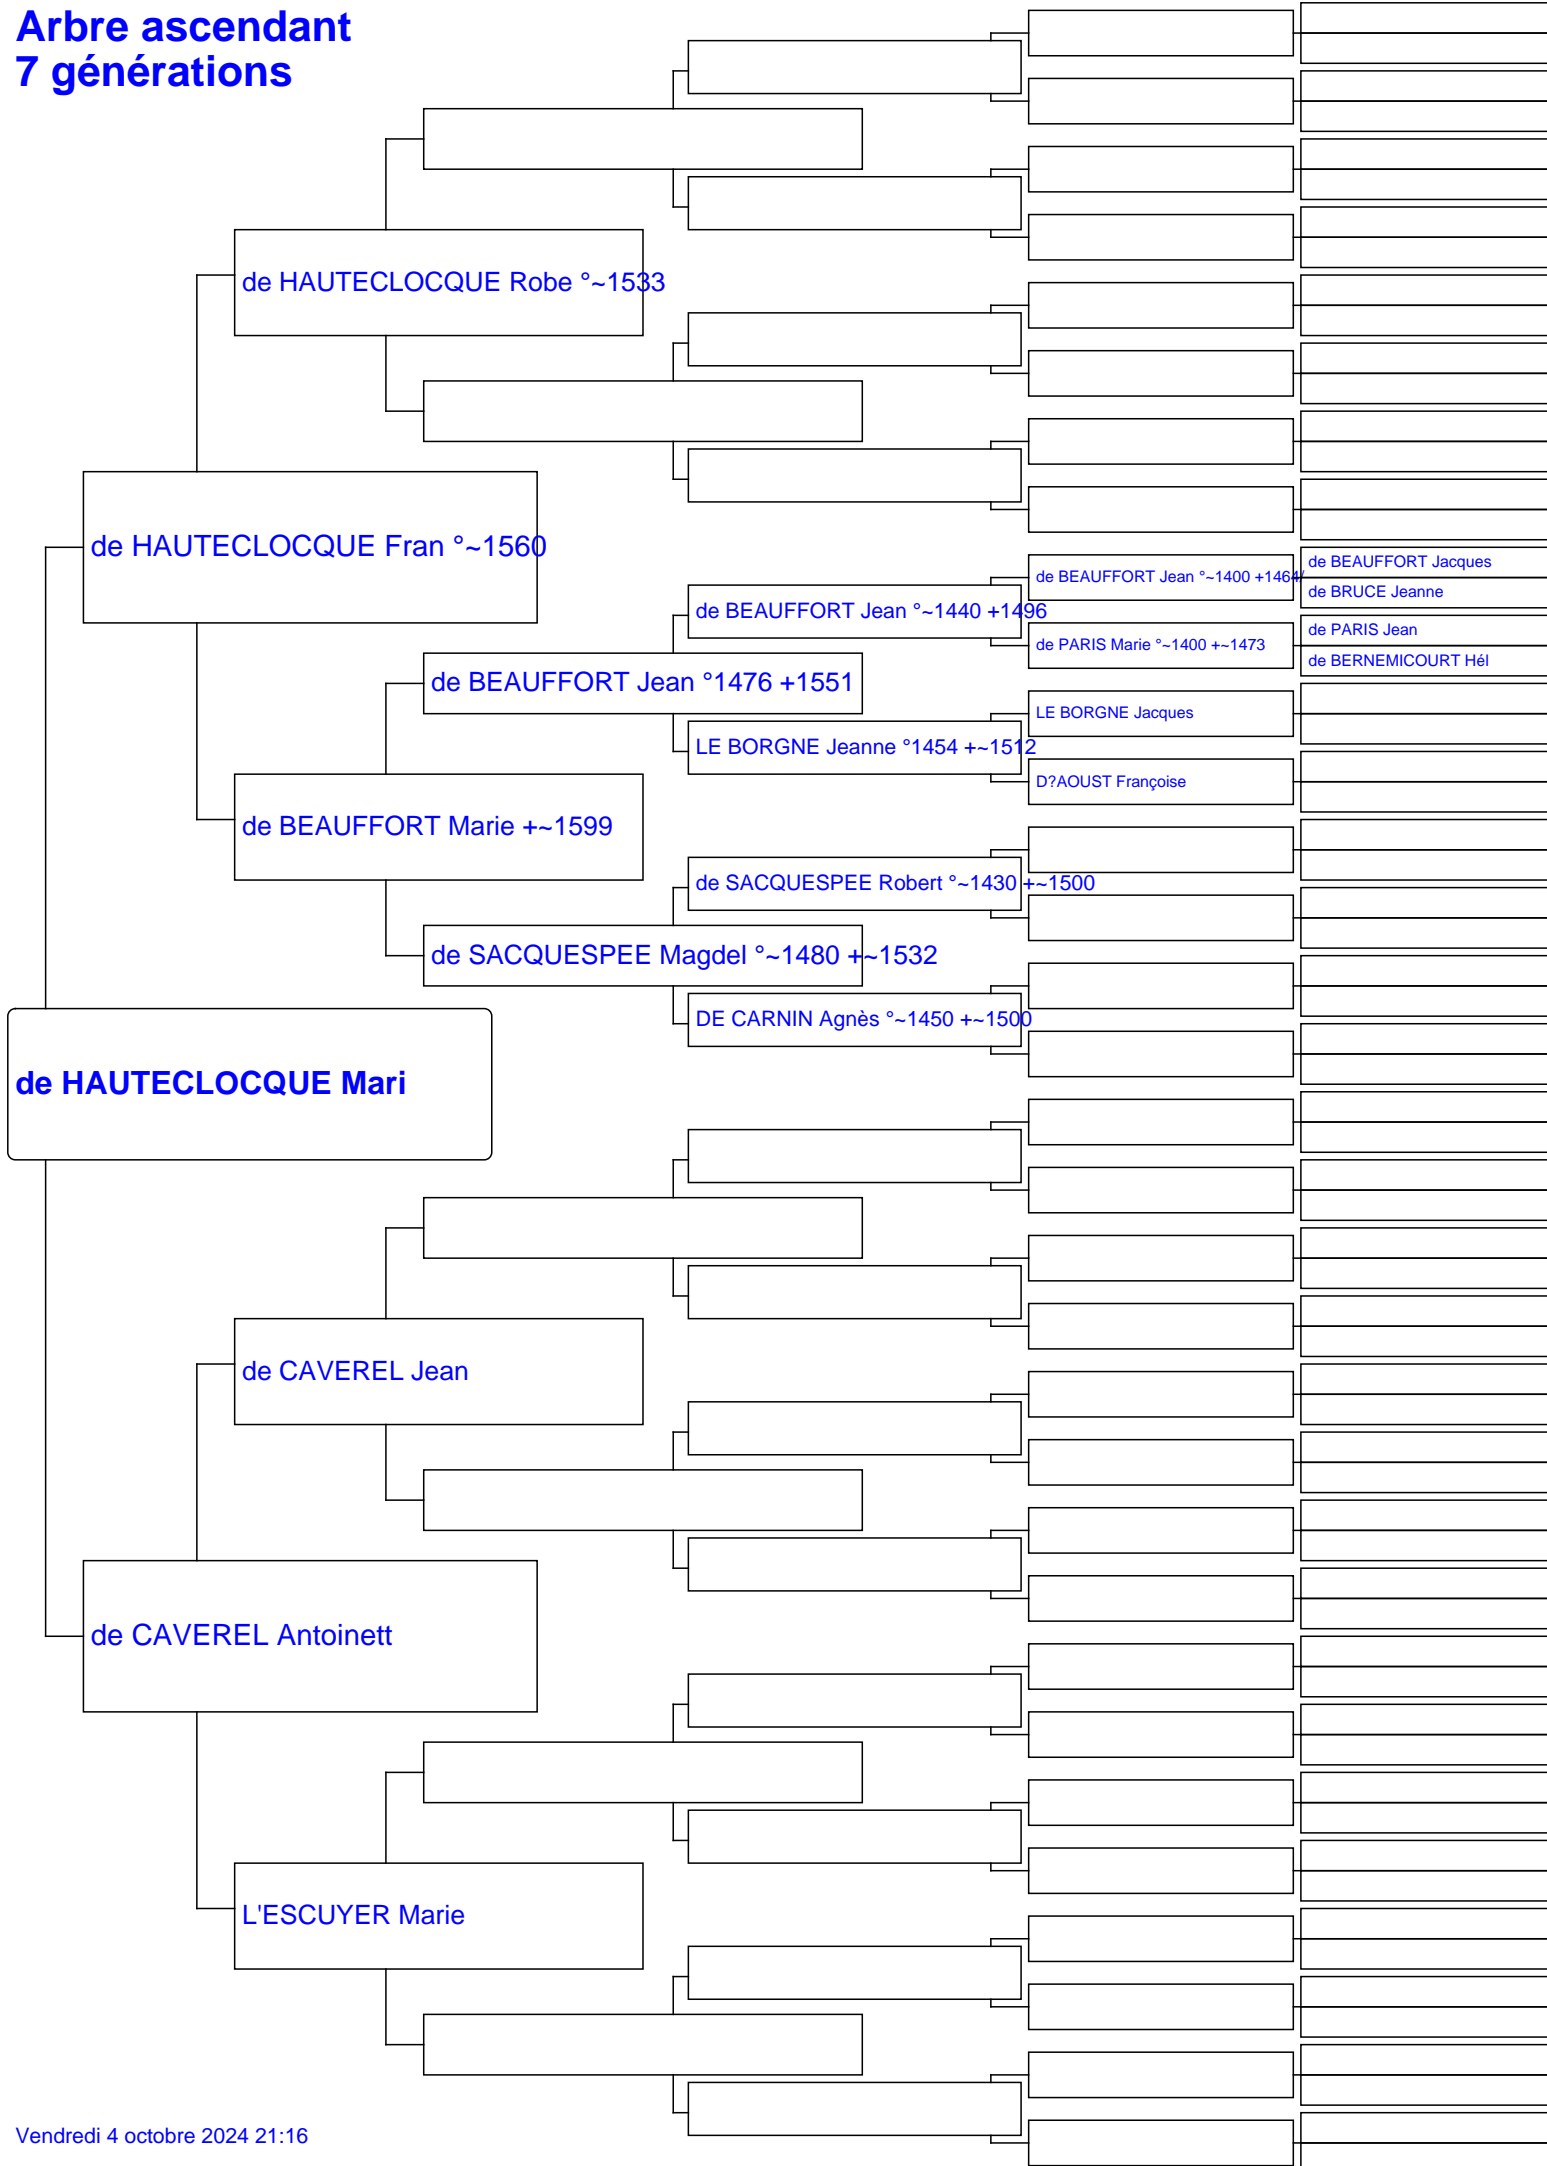 Arbre ascendant
7 générations
de HAUTECLOCQUE Robe °~1533
de HAUTECLOCQUE Fran °~1560
de BEAUFFORT Jacques
de BEAUFFORT Jean °~1400 +1464/
de BRUCE Jeanne
de BEAUFFORT Jean °~1440 +1496
de PARIS Jean
de PARIS Marie °~1400 +~1473
de BERNEMICOURT Hél
de BEAUFFORT Jean °1476 +1551
LE BORGNE Jacques
LE BORGNE Jeanne °1454 +~1512
D?AOUST Françoise
de BEAUFFORT Marie +~1599
de SACQUESPEE Robert °~1430 +~1500
de SACQUESPEE Magdel °~1480 +~1532
DE CARNIN Agnès °~1450 +~1500
de HAUTECLOCQUE Mari
de CAVEREL Jean
de CAVEREL Antoinett
L'ESCUYER Marie
Vendredi 4 octobre 2024 21:16